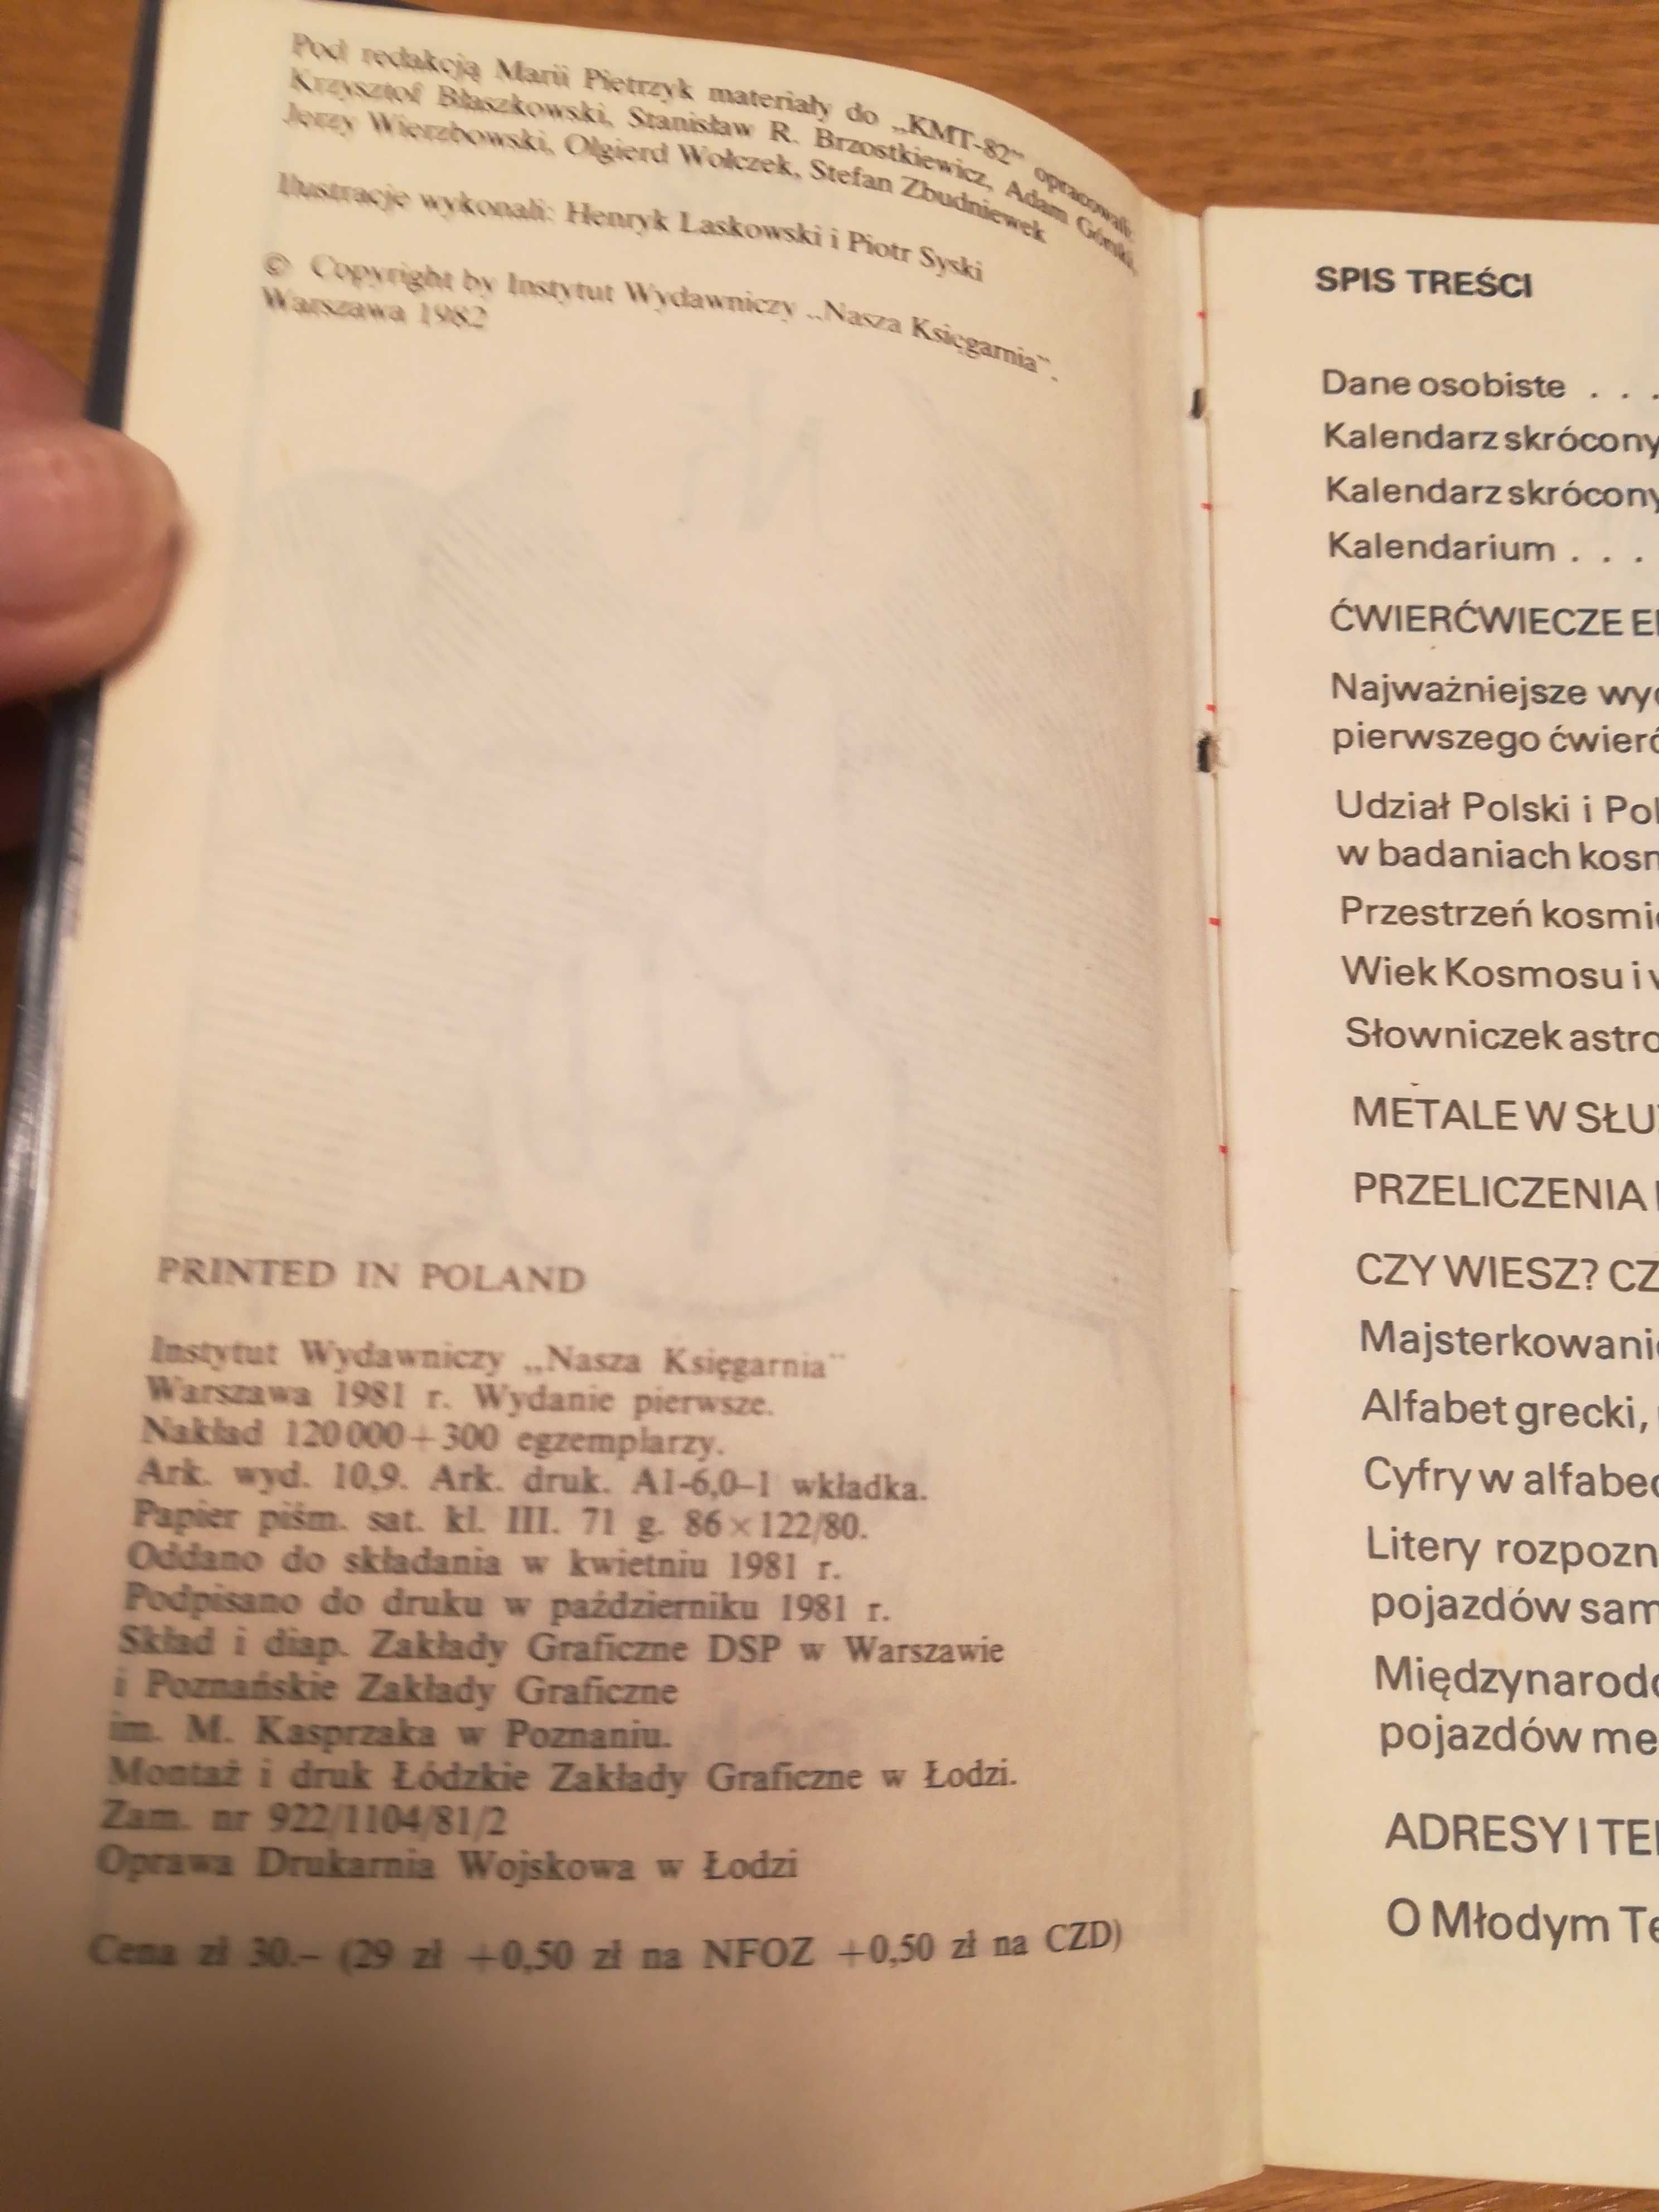 Pod redakcją Marii Pietrzyk materiały do „KMT-82” opracowali:
Krzysztof Błaszkowski, Stanisław R. Brzostkiewicz, Adam Górski,
Jerzy Wierzbowski, Olgierd Wołczek, Stefan Zbudniewek
Ilustracje wykonali: Henryk Laskowski i Piotr Syski
© Copyright by Instytut Wydawniczy „Nasza Księgarnia”.
Warszawa 1982
PRINTED IN POLAND
Instytut Wydawniczy „Nasza Księgarnia”
Warszawa 1981 r. Wydanie pierwsze.
Nakład 120 000+300 egzemplarzy.
Ark. wyd. 10,9. Ark. druk. A1-6,0–1 wkładka.
Papier piśm. sat. kl. III. 71 g. 86×122/80.
Oddano do składania w kwietniu 1981 r.
Podpisano do druku w październiku 1981 r.
Skład i diap. Zakłady Graficzne DSP w Warszawie
i Poznańskie Zakłady Graficzne
im. M. Kasprzaka w Poznaniu.
Montaż i druk Łódzkie Zakłady Graficzne w Łodzi.
Zam. nr 922/1104/81/2
Oprawa Drukarnia Wojskowa w Łodzi
Cena zł 30.– (29 zł +0,50 zł na NFOZ +0,50 zł na CZD)
SPIS TREŚCI
Dane osobiste . . .
Kalendarz skrócony
Kalendarz skrócony
Kalendarium . . .
ĆWIERĆWIECZE
Najważniejsze
pierwszego
Udział Polski i
w badaniach
Przestrzeń
Wiek Kosmosu i
Słowniczek
METALE W
PRZELICZENIA
CZY WIESZ?
Majsterkowanie
Alfabet grecki,
Cyfry w
Litery
pojazdów
pojazdów
ADRESY I
O Młodym